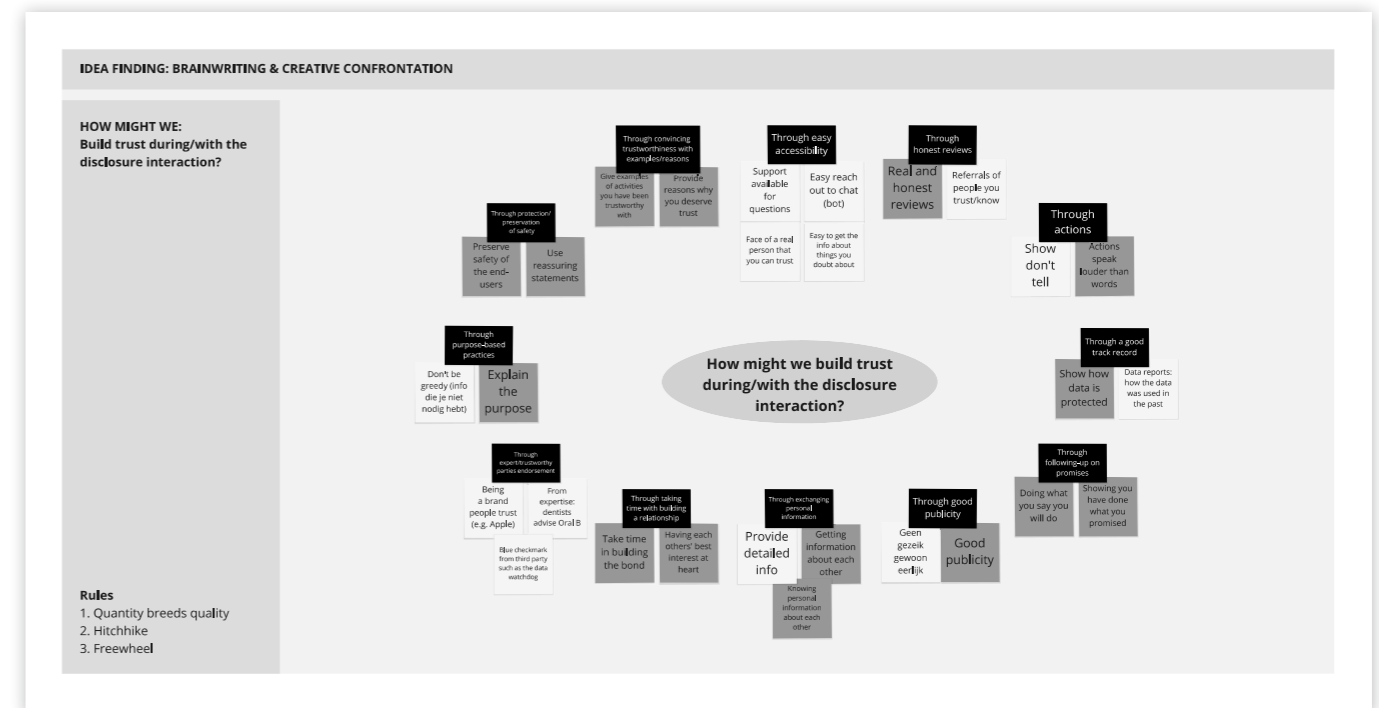 IDEA FINDING: BRAINWRITING & CREATIVE CONFRONTATION
HOW MIGHT WE:
Build trust during/with the
disclosure interaction?
Through convincing
trustworthiness with
examples/reasons
Give examples
of activities
you have been
trustworthy
with
Provide
reasons why
you deserve
trust
Through easy
accessibility
Support
available
for
questions
Easy reach
out to chat
(bot)
Face of a real
person that
you can trust
Easy to get the
info about
things you
doubt about
Through
honest reviews
Real and
honest
reviews
Referrals of
people you
trust/know
Through protection/
preservation
of safety
Preserve
safety of
the end-
users
Use
reassuring
statements
Through
actions
Show
don't
tell
Actions
speak
louder than
words
Through
purpose-based
practices
Don't be
greedy (info
die je niet
nodig hebt)
Explain
the
purpose
How might we build trust
during/with the disclosure
interaction?
Through a good
track record
Show how
data is
protected
Data reports:
how the data
was used in
the past
Through
expert/trustworthy
parties endorsement
Being
a brand
people trust
(e.g. Apple)
From
expertise:
dentists
advise Oral B
Blue checkmark
from third party
such as the data
watchdog
Through taking
time with building
a relationship
Take time
in building
the bond
Having each
others' best
interest at
heart
Through exchanging
personal
information
Provide
detailed
info
Getting
information
about each
other
Knowing
personal
information
about each
other
Through good
publicity
Geen
gezeik
gewoon
eerlijk
Good
publicity
Through
following-up on
promises
Doing what
you say you
will do
Showing you
have done
what you
promised
Rules
1. Quantity breeds quality
2. Hitchhike
3. Freewheel